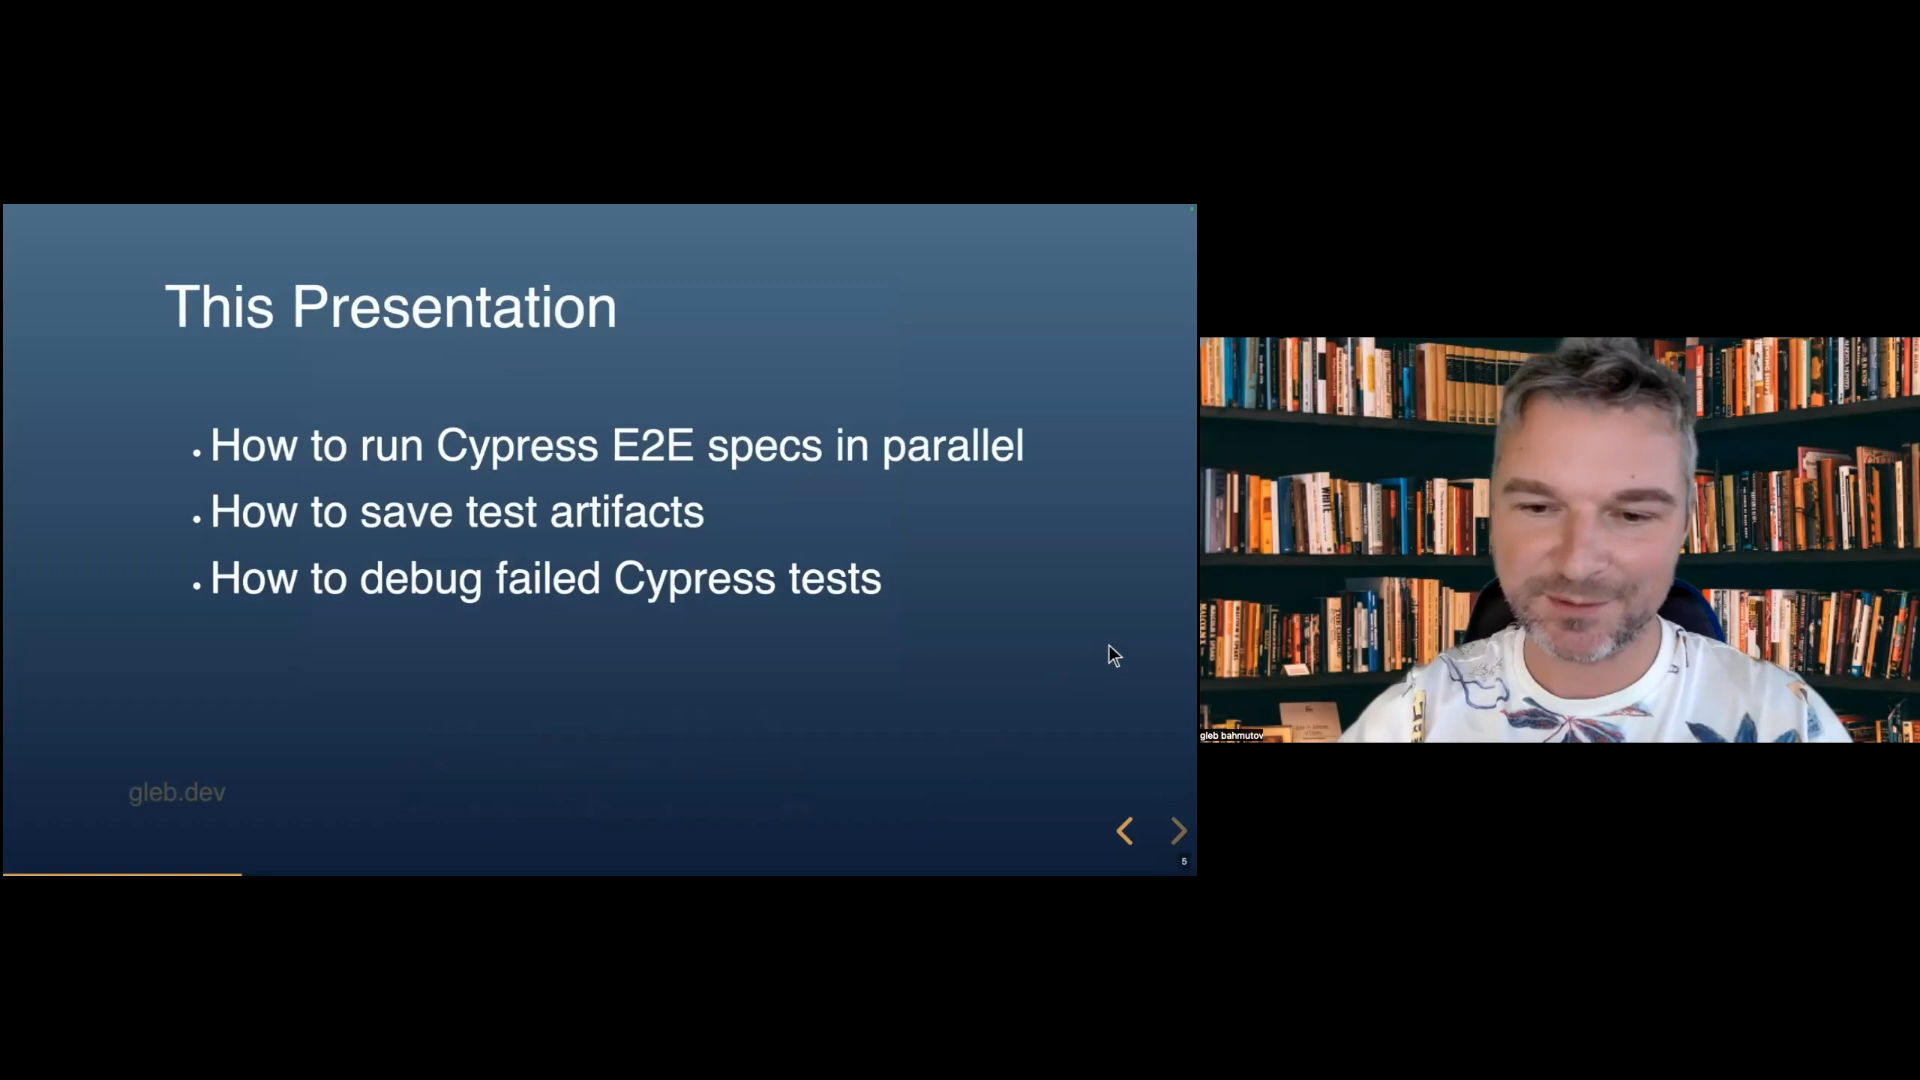 This Presentation
• How to run Cypress E2E specs in parallel
• How to save test artifacts
• How to debug failed Cypress tests
gleb.dev
5
gleb bahmutov